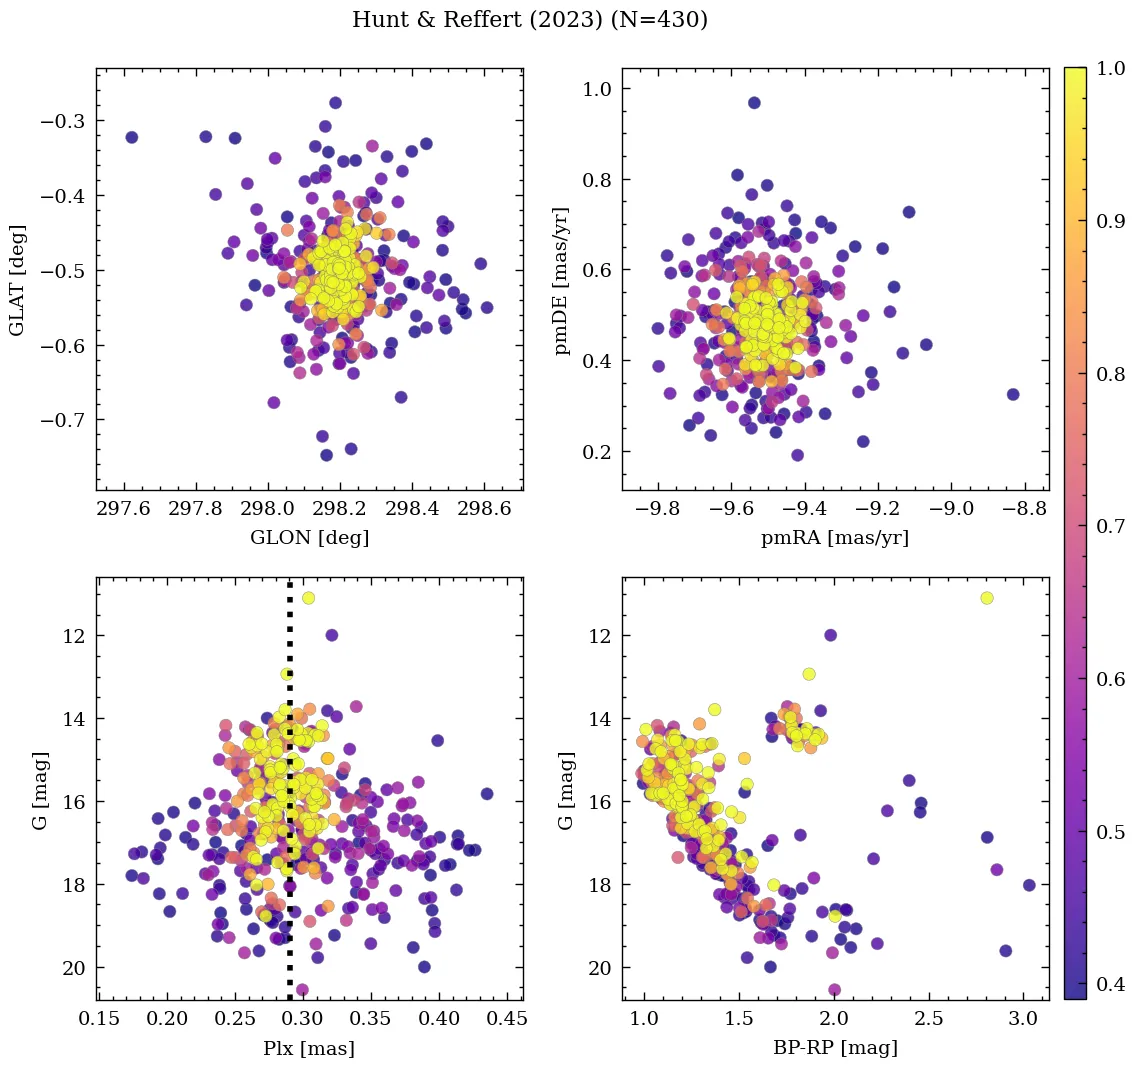 Hunt & Reffert (2023) (N=430)
−0.3
−0.4
−0.5
−0.6
−0.7
GLAT [deg]
297.6 297.8 298.0 298.2 298.4 298.6
GLON [deg]
1.0
0.8
0.6
0.4
0.2
pmDE [mas/yr]
−9.8 −9.6 −9.4 −9.2 −9.0 −8.8
pmRA [mas/yr]
12
14
16
18
20
G [mag]
0.15 0.20 0.25 0.30 0.35 0.40 0.45
Plx [mas]
12
14
16
18
20
G [mag]
1.0 1.5 2.0 2.5 3.0
BP-RP [mag]
1.0
0.9
0.8
0.7
0.6
0.5
0.4